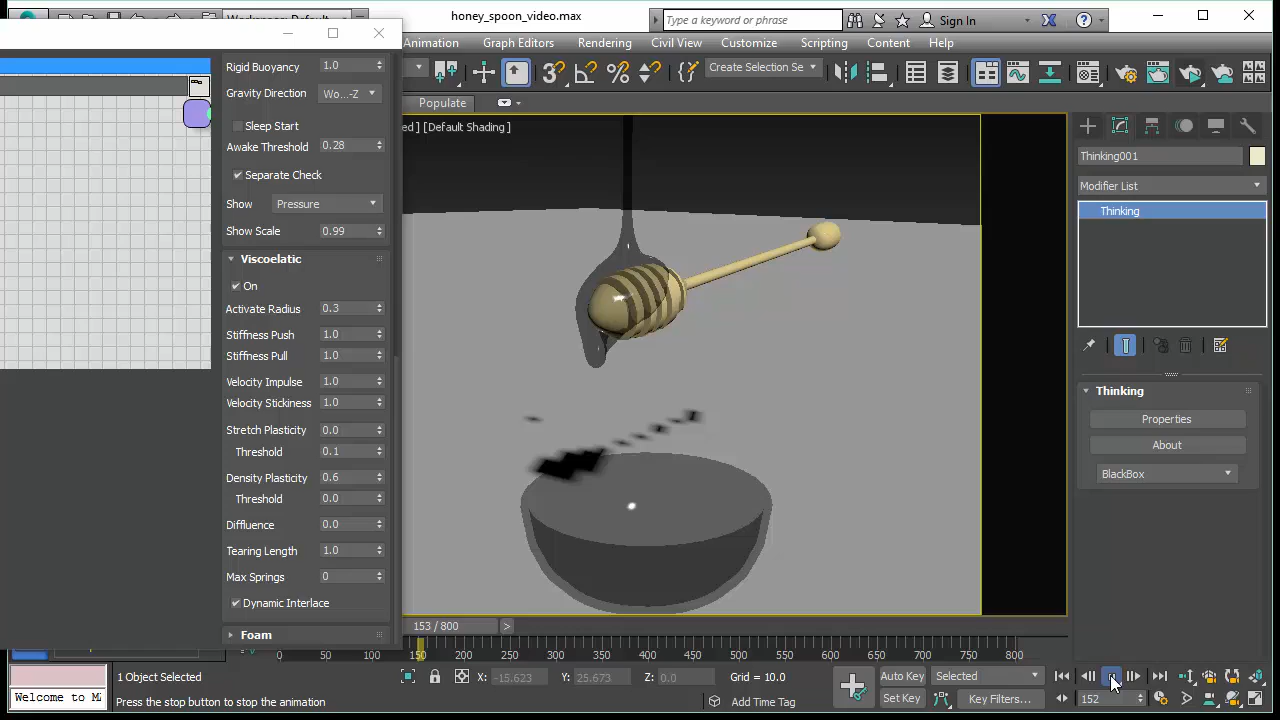 Workspace: Default
honey_spoon_video.max
Type a keyword or phrase
Sign In
Animation
Graph Editors
Rendering
Civil View
Customize
Scripting
Content
Help
Create Selection Se
Populate
ed ] [Default Shading ]
Rigid Buoyancy 1.0
Gravity Direction Wo...-Z
Sleep Start
Awake Threshold 0.28
Separate Check
Show Pressure
Show Scale 0.99
Viscoelatic
On
Activate Radius 0.3
Stiffness Push 1.0
Stiffness Pull 1.0
Velocity Impulse 1.0
Velocity Stickiness 1.0
Stretch Plasticity 0.0
Threshold 0.1
Density Plasticity 0.6
Threshold 0.0
Diffluence 0.0
Tearing Length 1.0
Max Springs 0
Dynamic Interlace
Foam
Thinking001
Modifier List
Thinking
Thinking
Properties
About
BlackBox
153 / 800
>
0 50 100 150 200 250 300 350 400 450 500 550 600 650 700 750 800
1 Object Selected
X: -15.623
Y: 25.673
Z: 0.0
Grid = 10.0
Auto Key
Selected
Welcome to M
Press the stop button to stop the animation
Add Time Tag
Set Key
Key Filters...
152